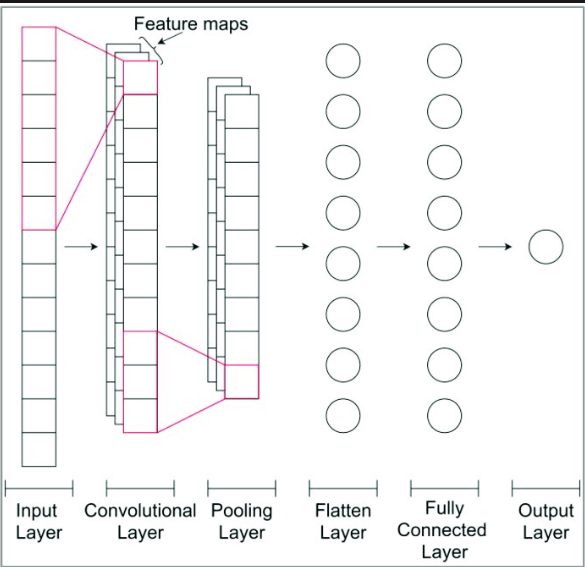 Feature maps
Input
Layer
Convolutional
Layer
Pooling
Layer
Flatten
Layer
Fully
Connected
Layer
Output
Layer